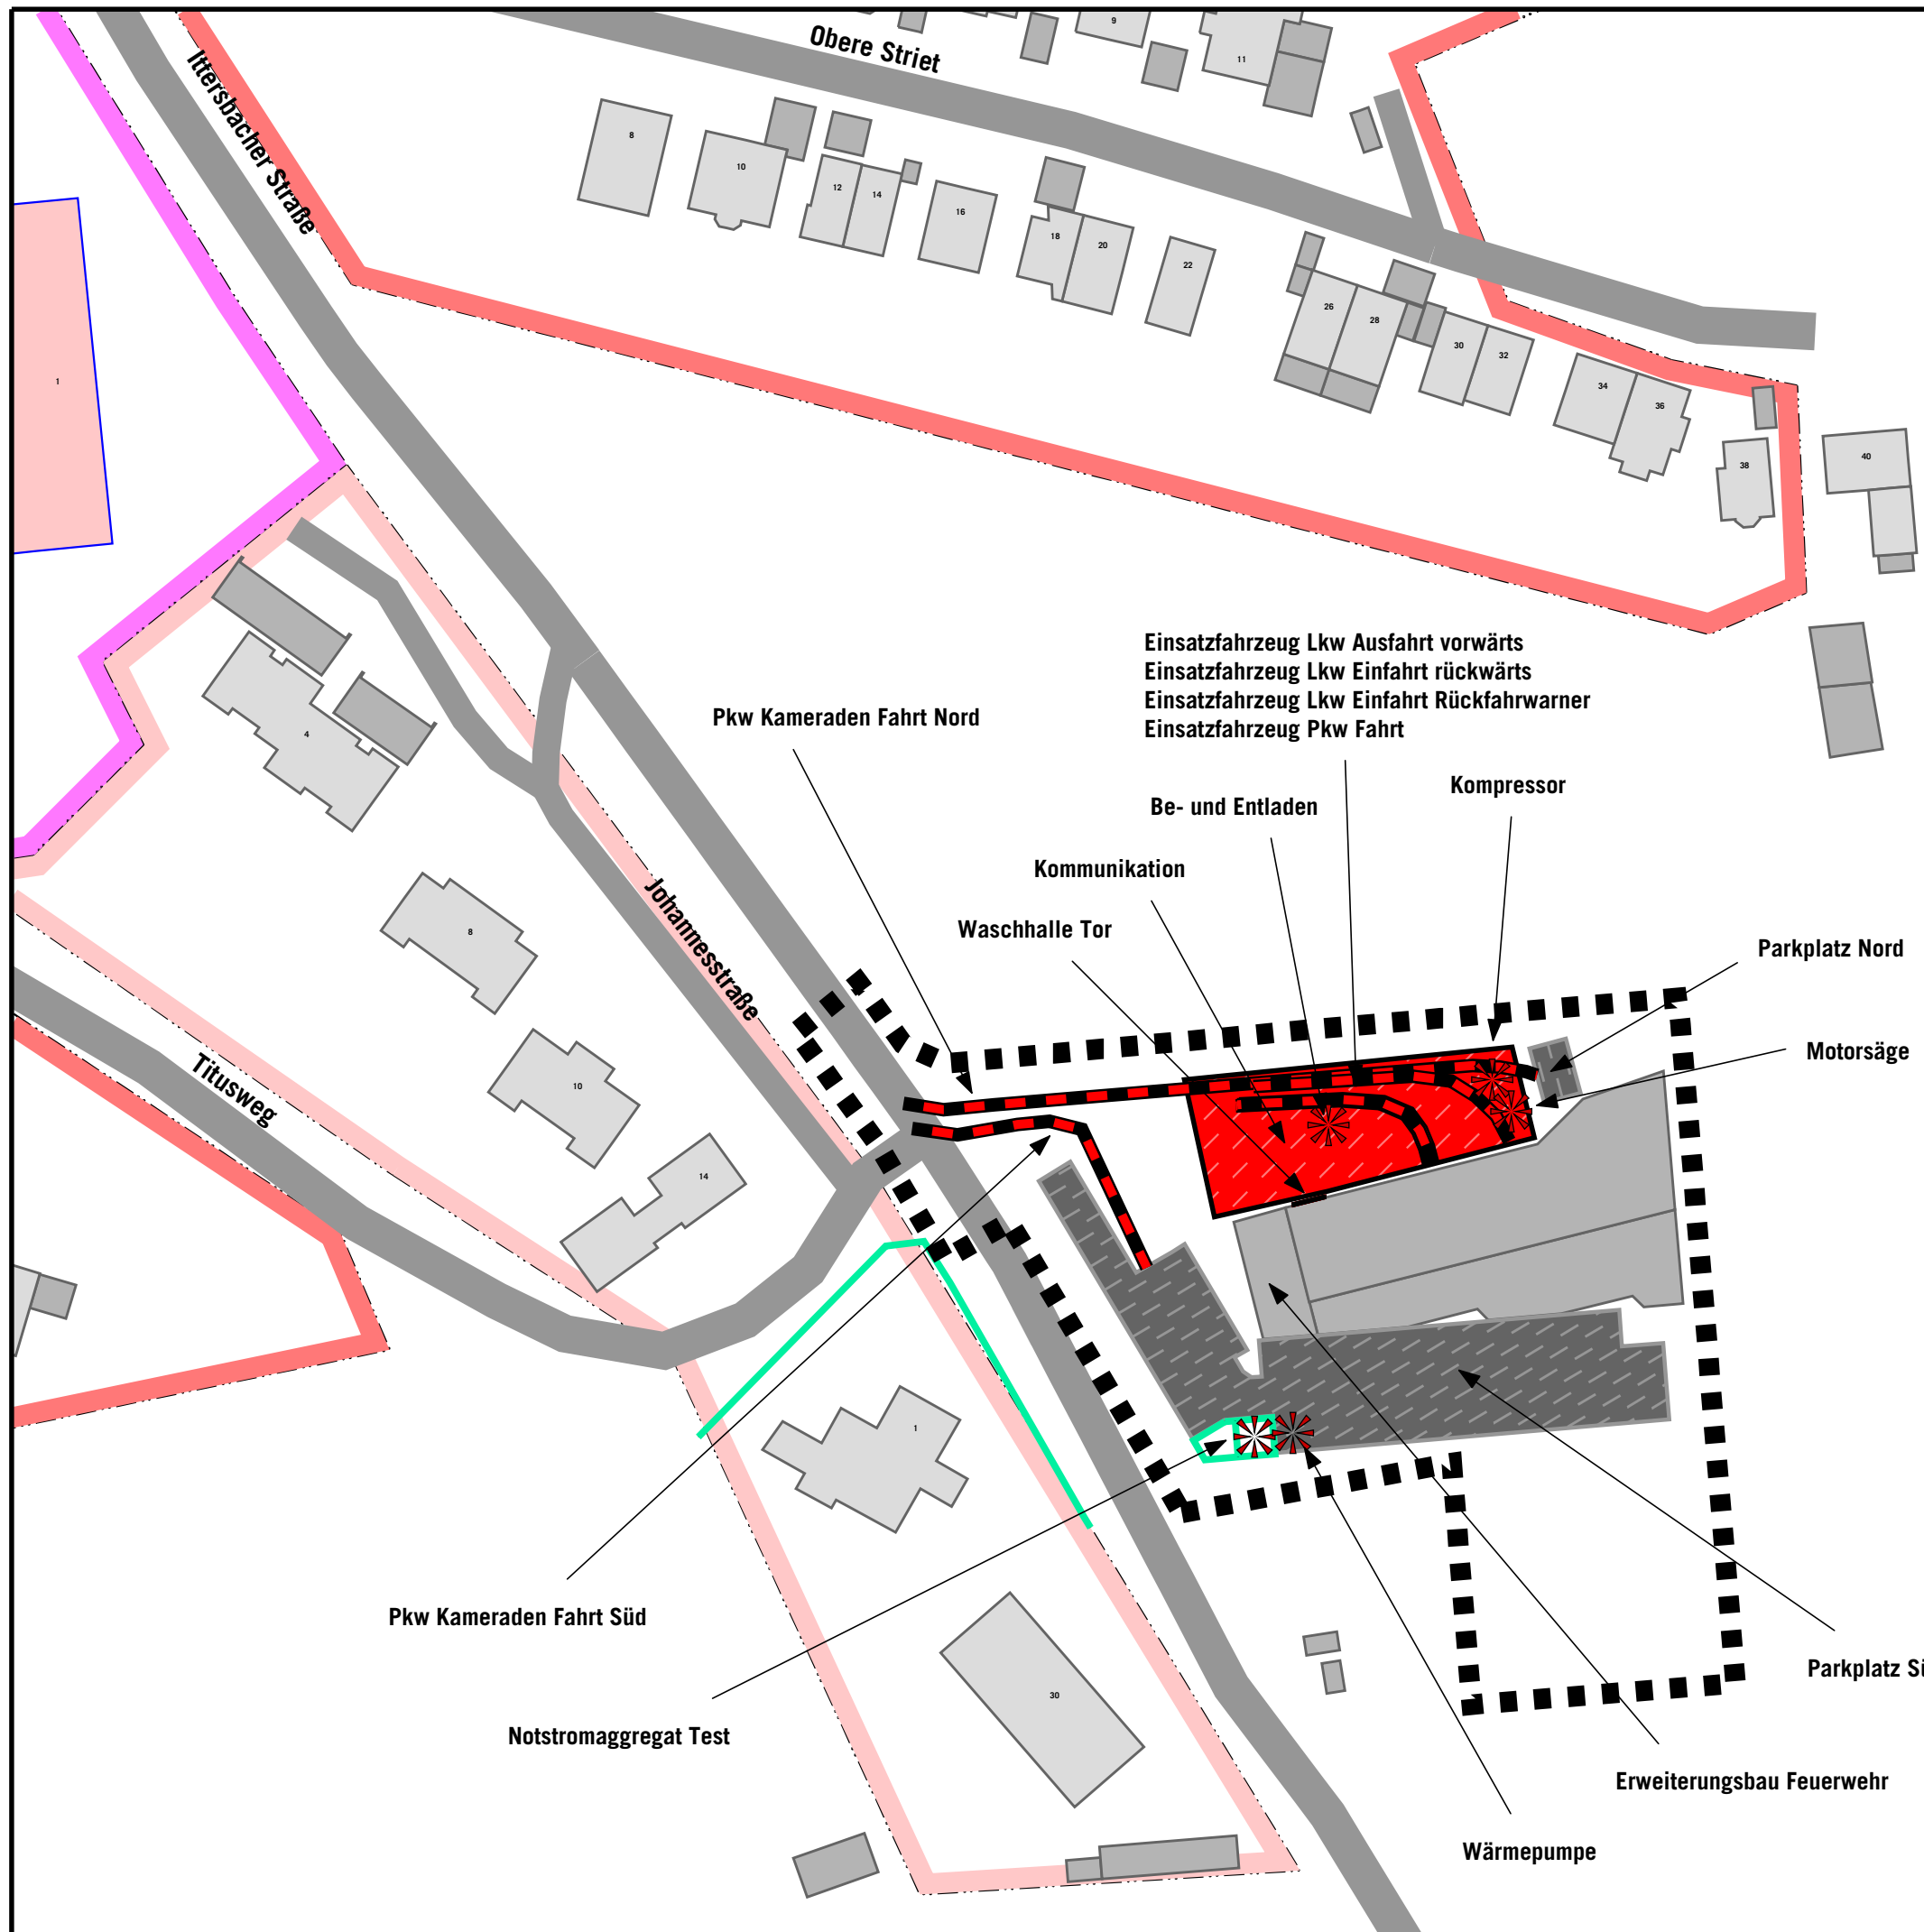 Obere Striet
Ittersbacher Straße
9
11
8
10
12
14
16
18
20
22
26
28
30
32
34
36
38
40
1
Einsatzfahrzeug Lkw Ausfahrt vorwärts
Einsatzfahrzeug Lkw Einfahrt rückwärts
Einsatzfahrzeug Lkw Einfahrt Rückfahrwarner
Einsatzfahrzeug Pkw Fahrt
Pkw Kameraden Fahrt Nord
4
Kompressor
Be- und Entladen
Kommunikation
Waschhalle Tor
8
Johannesstraße
Parkplatz Nord
Motorsäge
Titusweg
10
14
1
Pkw Kameraden Fahrt Süd
Parkplatz
30
Notstromaggregat Test
Erweiterungsbau Feuerwehr
Wärmepumpe